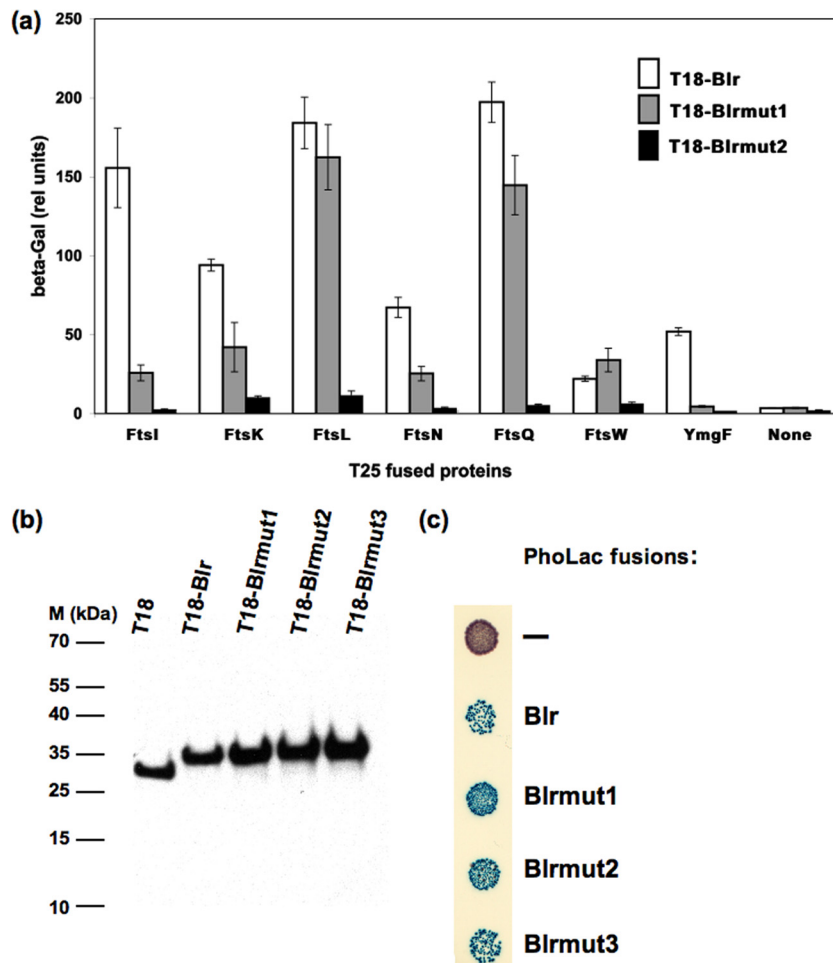 (a)
250
200
150
100
50
0
beta-Gal (rel units)
T18-Blr
T18-Blrmut1
T18-Blrmut2
FtsI FtsK FtsL FtsN FtsQ FtsW YmgF None
T25 fused proteins
(b)
M (kDa)
T18
T18-Blr
T18-Blrmut1
T18-Blrmut2
T18-Blrmut3
70
55
40
35
25
15
10
(c)
PhoLac fusions:
–
Blr
Blrmut1
Blrmut2
Blrmut3